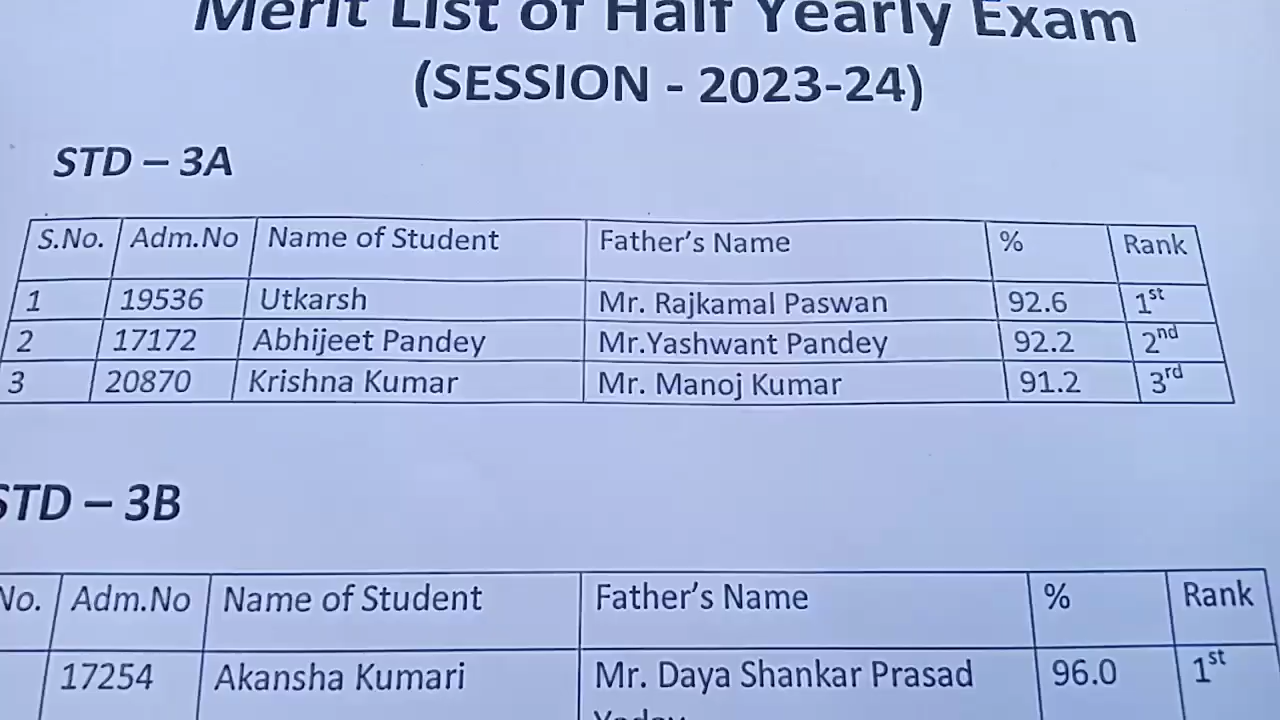 Merit List of Half Yearly Exam
(SESSION - 2023-24)
STD – 3A
S.No. Adm.No Name of Student Father's Name % Rank
1 19536 Utkarsh Mr. Rajkamal Paswan 92.6 1st
2 17172 Abhijeet Pandey Mr.Yashwant Pandey 92.2 2nd
3 20870 Krishna Kumar Mr. Manoj Kumar 91.2 3rd
STD – 3B
No. Adm.No Name of Student Father's Name % Rank
17254 Akansha Kumari Mr. Daya Shankar Prasad 96.0 1st